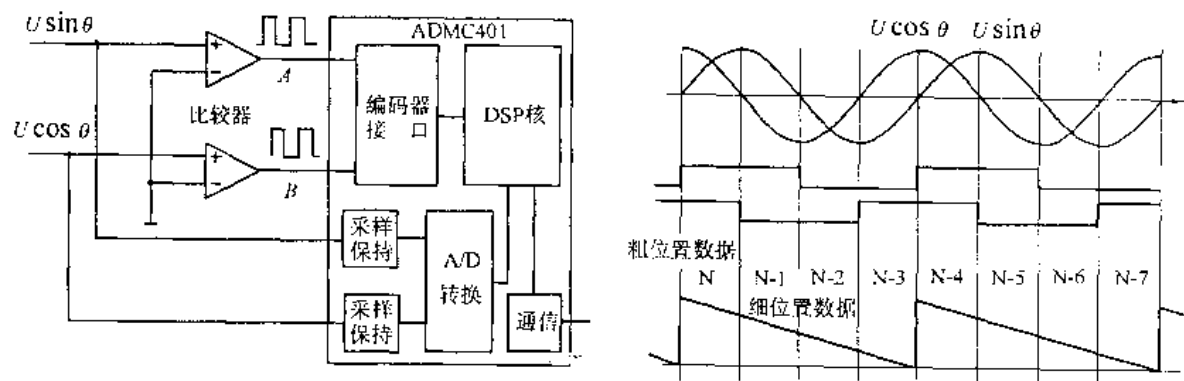 U sinθ
ADMC401
A
比较器
编码器
接 口
DSP核
U cosθ
B
采样
保持
A/D
转换
采样
保持
通信
U cosθ U sinθ
粗位置数据
N N-1 N-2 N-3 N-4 N-5 N-6 N-7
细位置数据